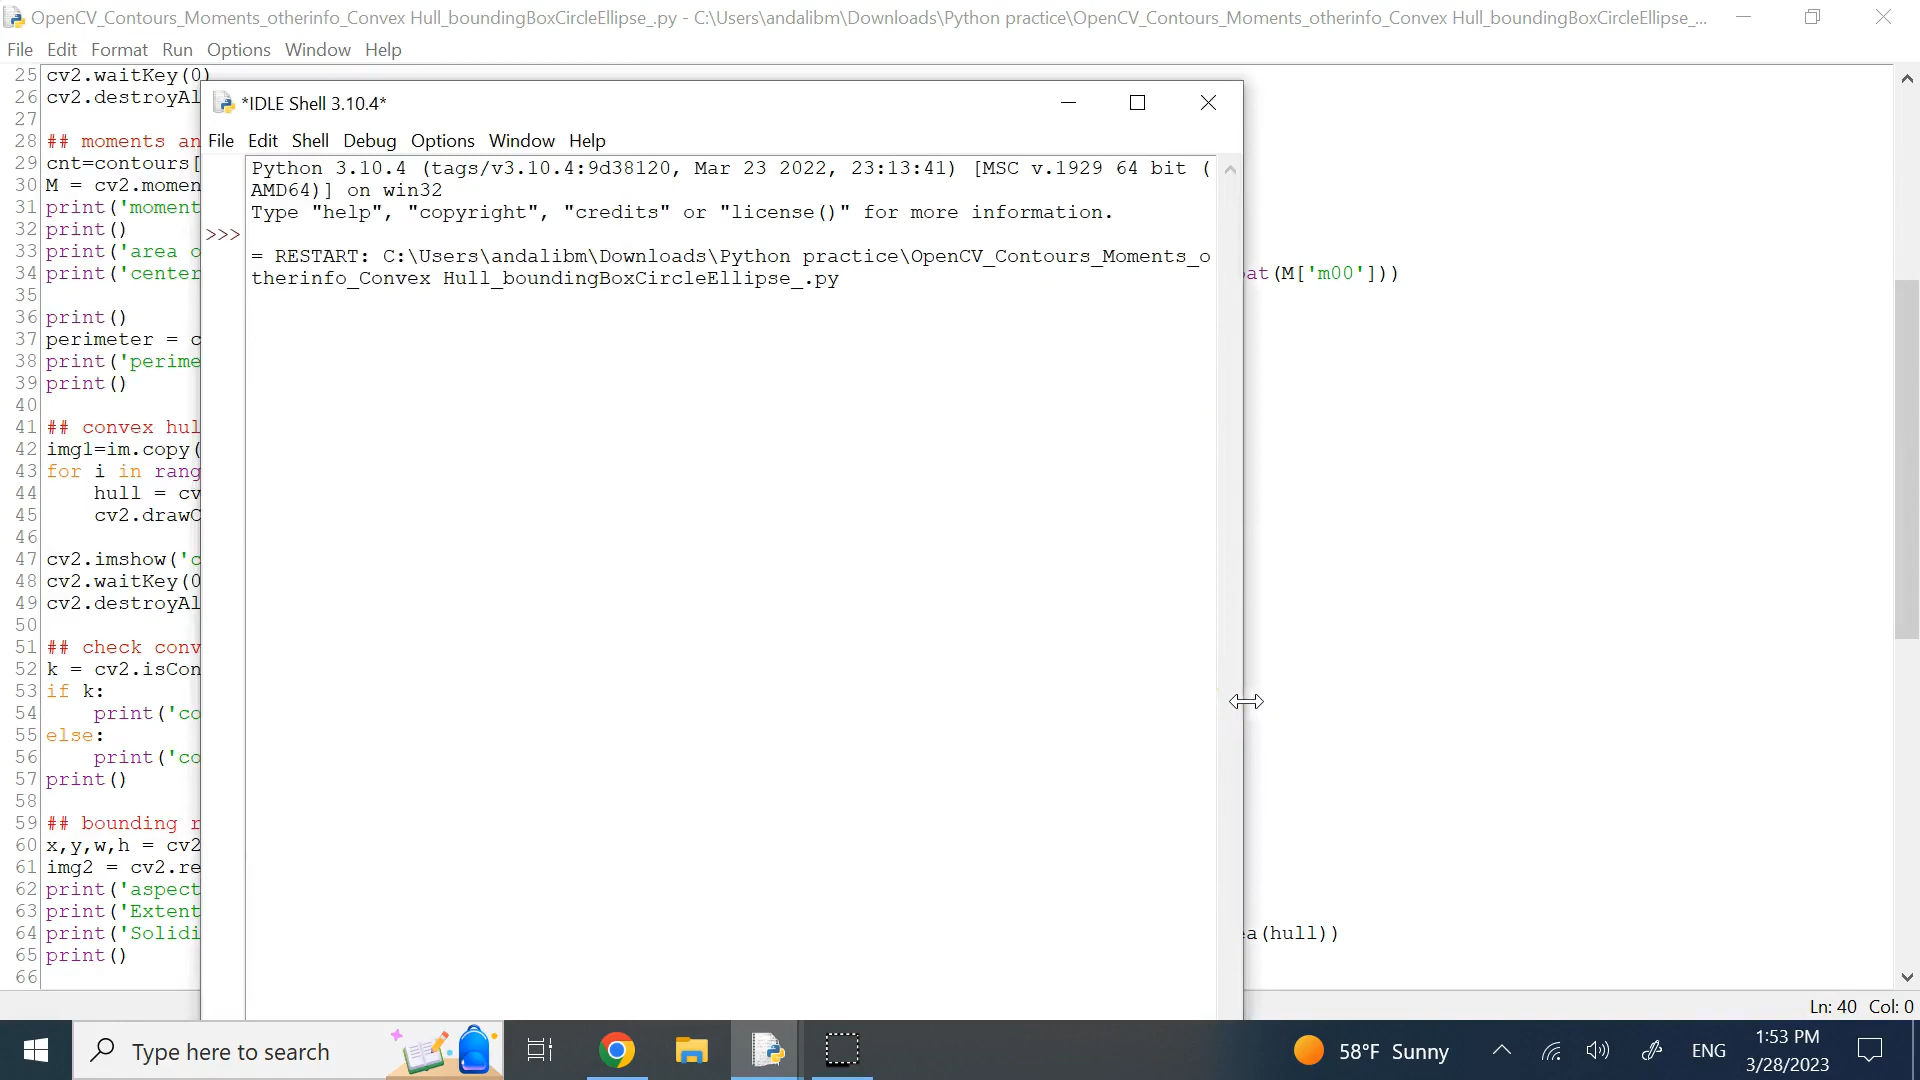 OpenCV_Contours_Moments_otherinfo_Convex Hull_boundingBoxCircleEllipse_.py - C:\Users\andalibm\Downloads\Python practice\OpenCV_Contours_Moments_otherinfo_Convex Hull_boundingBoxCircleEllipse_...
File Edit Format Run Options Window Help
25 cv2.waitKey(0)
26 cv2.destroyAl
27
28 ## moments an
29 cnt=contours[
30 M = cv2.momen
31 print('moment
32 print()
33 print('area o
34 print('center at(M['m00']))
35
36 print()
37 perimeter = c
38 print('perime
39 print()
40
41 ## convex hul
42 img1=im.copy(
43 for i in rang
44 hull = cv
45 cv2.drawC
46
47 cv2.imshow('c
48 cv2.waitKey(0
49 cv2.destroyAl
50
51 ## check conv
52 k = cv2.isCon
53 if k:
54 print('co
55 else:
56 print('co
57 print()
58
59 ## bounding r
60 x,y,w,h = cv2
61 img2 = cv2.re
62 print('aspect
63 print('Extent
64 print('Solidi ea(hull))
65 print()
66
*IDLE Shell 3.10.4*
File Edit Shell Debug Options Window Help
Python 3.10.4 (tags/v3.10.4:9d38120, Mar 23 2022, 23:13:41) [MSC v.1929 64 bit (
AMD64)] on win32
Type "help", "copyright", "credits" or "license()" for more information.
>>>
= RESTART: C:\Users\andalibm\Downloads\Python practice\OpenCV_Contours_Moments_o
therinfo_Convex Hull_boundingBoxCircleEllipse_.py
Ln: 40 Col: 0
Type here to search
58°F Sunny
ENG
1:53 PM
3/28/2023